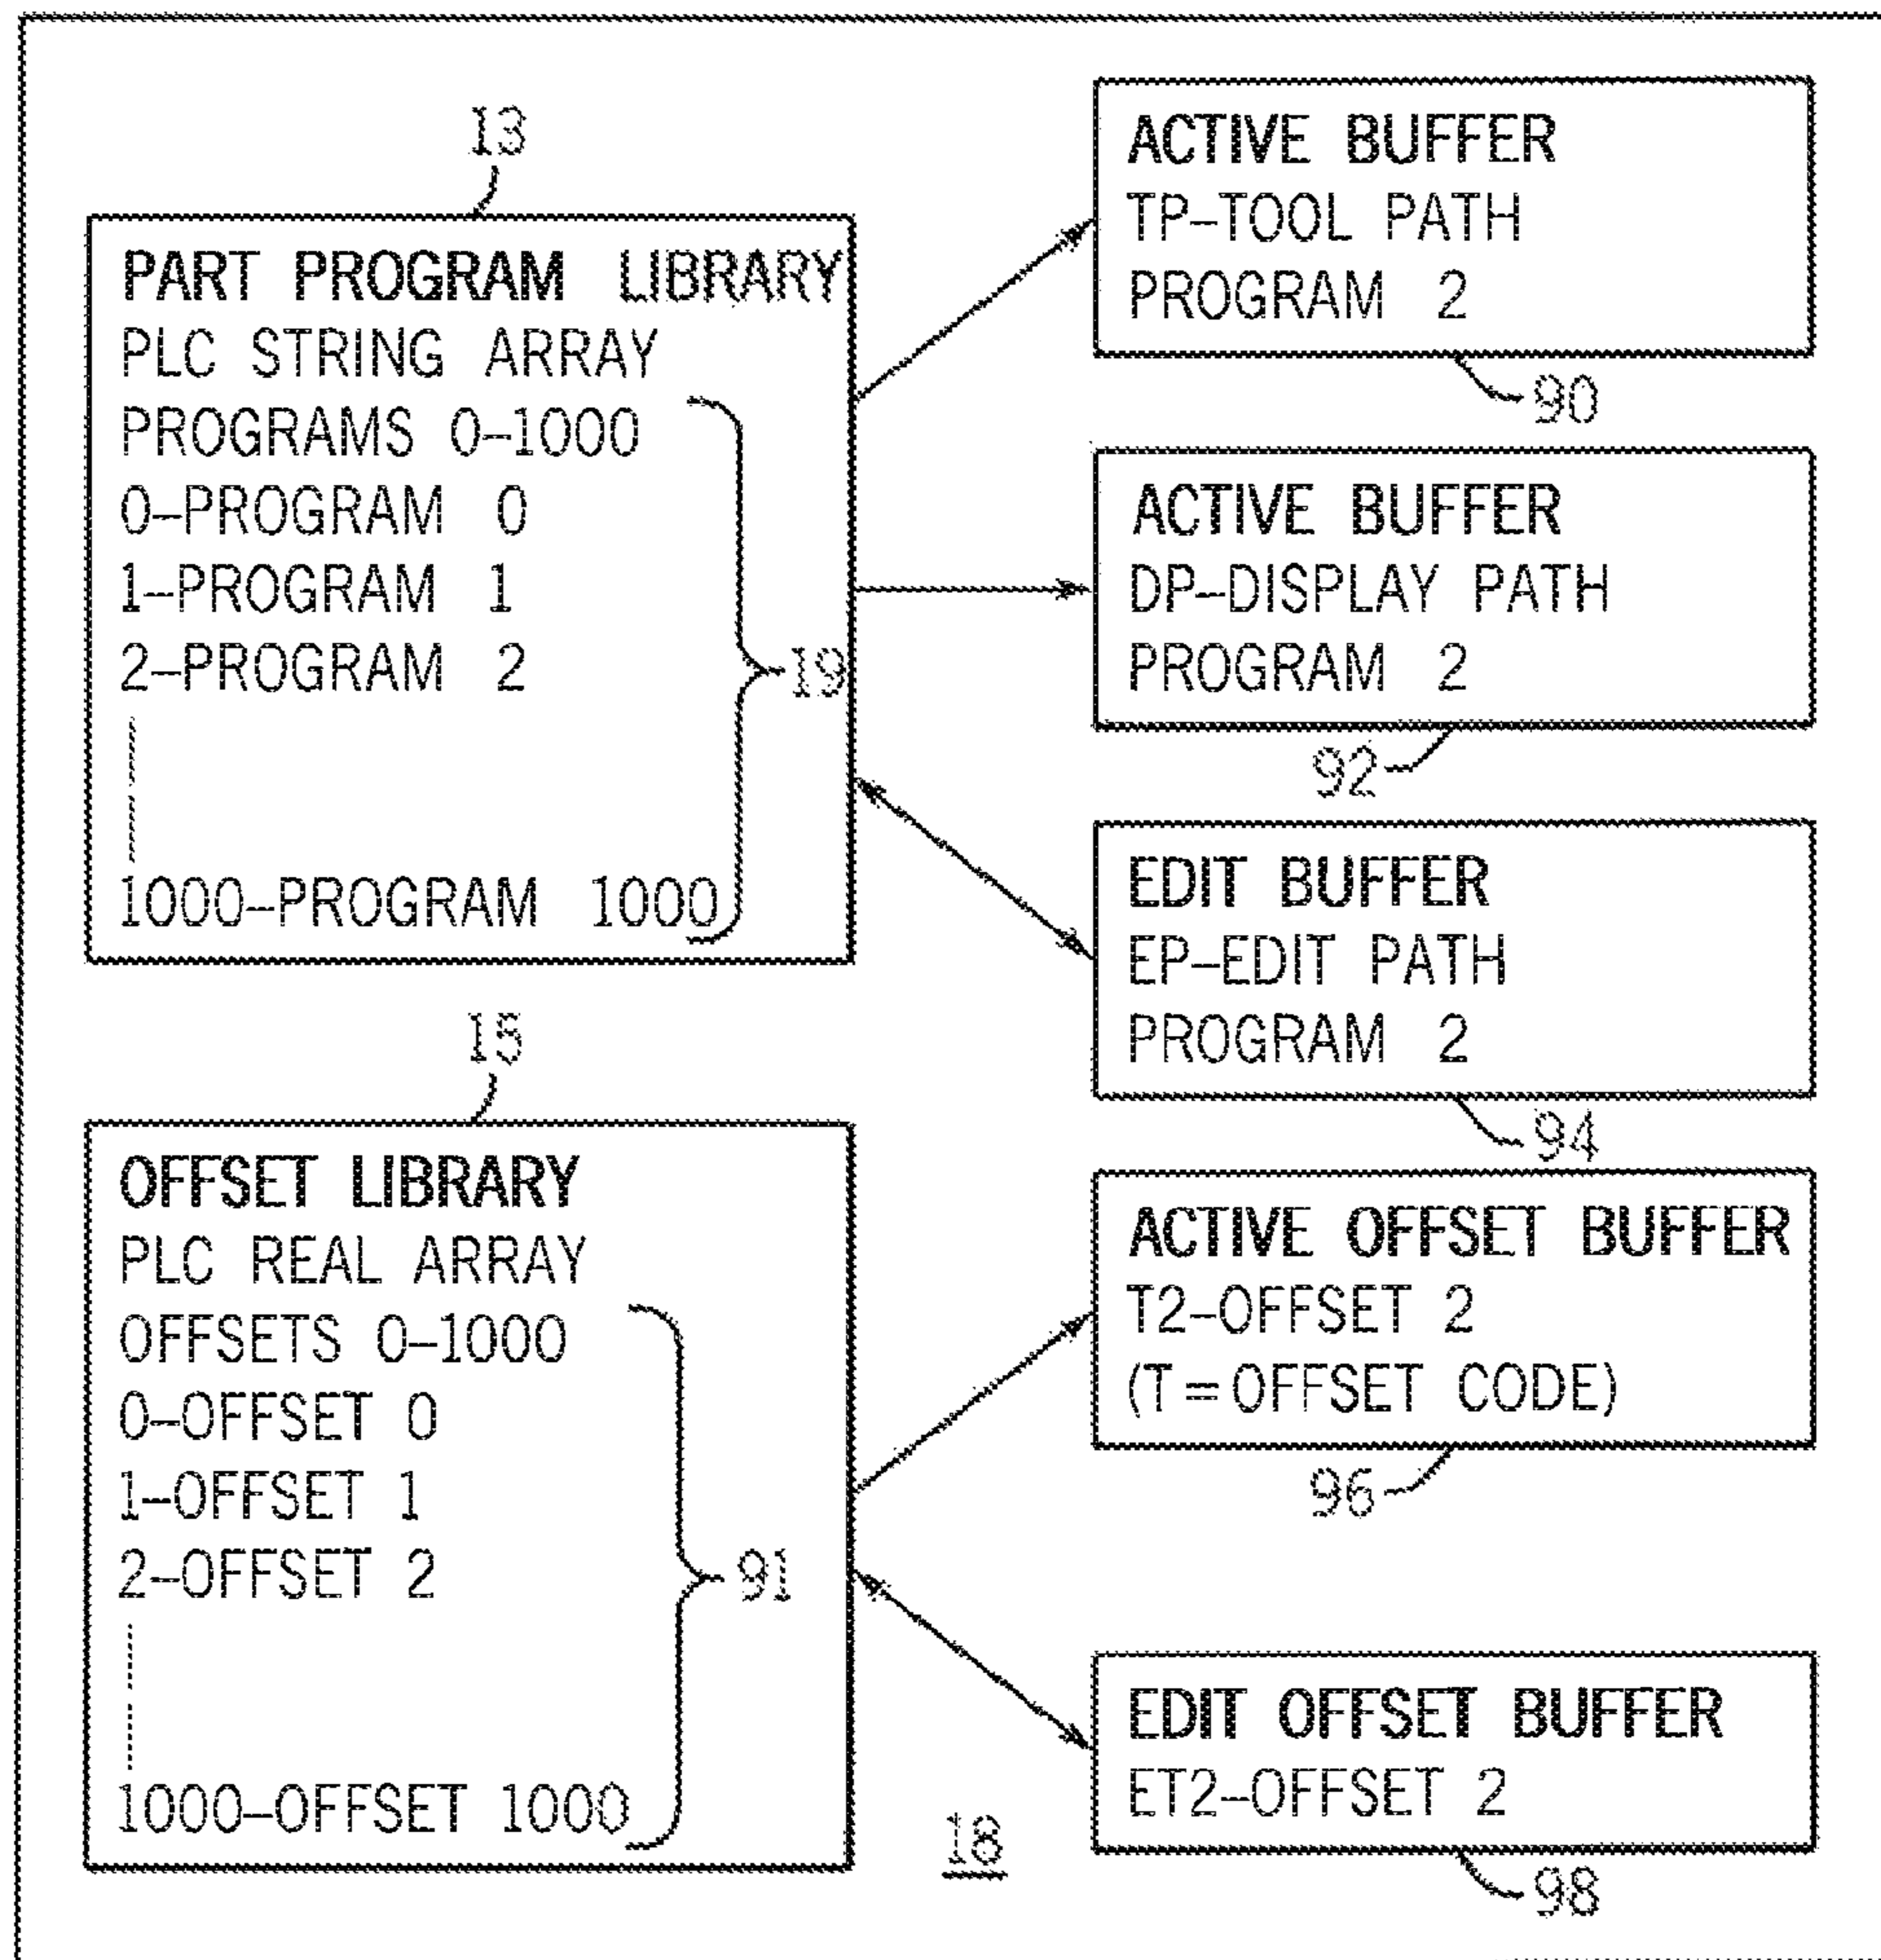 13
PART PROGRAM LIBRARY
PLC STRING ARRAY
PROGRAMS 0–1000
0–PROGRAM 0
1–PROGRAM 1
2–PROGRAM 2
1000–PROGRAM 1000
19
15
OFFSET LIBRARY
PLC REAL ARRAY
OFFSETS 0–1000
0–OFFSET 0
1–OFFSET 1
2–OFFSET 2
1000–OFFSET 1000
91
ACTIVE BUFFER
TP–TOOL PATH
PROGRAM 2
90
ACTIVE BUFFER
DP–DISPLAY PATH
PROGRAM 2
92
EDIT BUFFER
EP–EDIT PATH
PROGRAM 2
94
ACTIVE OFFSET BUFFER
T2–OFFSET 2
(T=OFFSET CODE)
96
EDIT OFFSET BUFFER
ET2–OFFSET 2
98
18